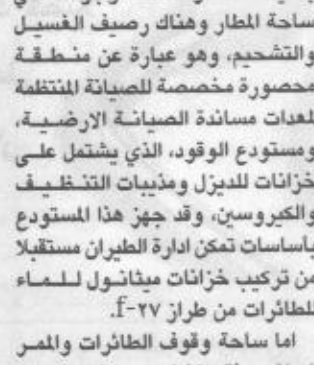 ساحة المطار وهناك رصيف الغسيل
والتشحيم، وهو عبارة عن منطقة
محصورة مخصصة للصيانة المنتظمة
لمعدات مساندة الصيانة الارضية،
ومستودع الوقود، الذي يشتمل على
خزانات للديزل ومذيبات التنظيف
والكيروسين، وقد جهز هذا المستودع
باساسات تمكن ادارة الطيران مستقبلا
من تركيب خزانات ميثانول للماء
للطائرات من طراز f-٢٧.
اما ساحة وقوف الطائرات والممر